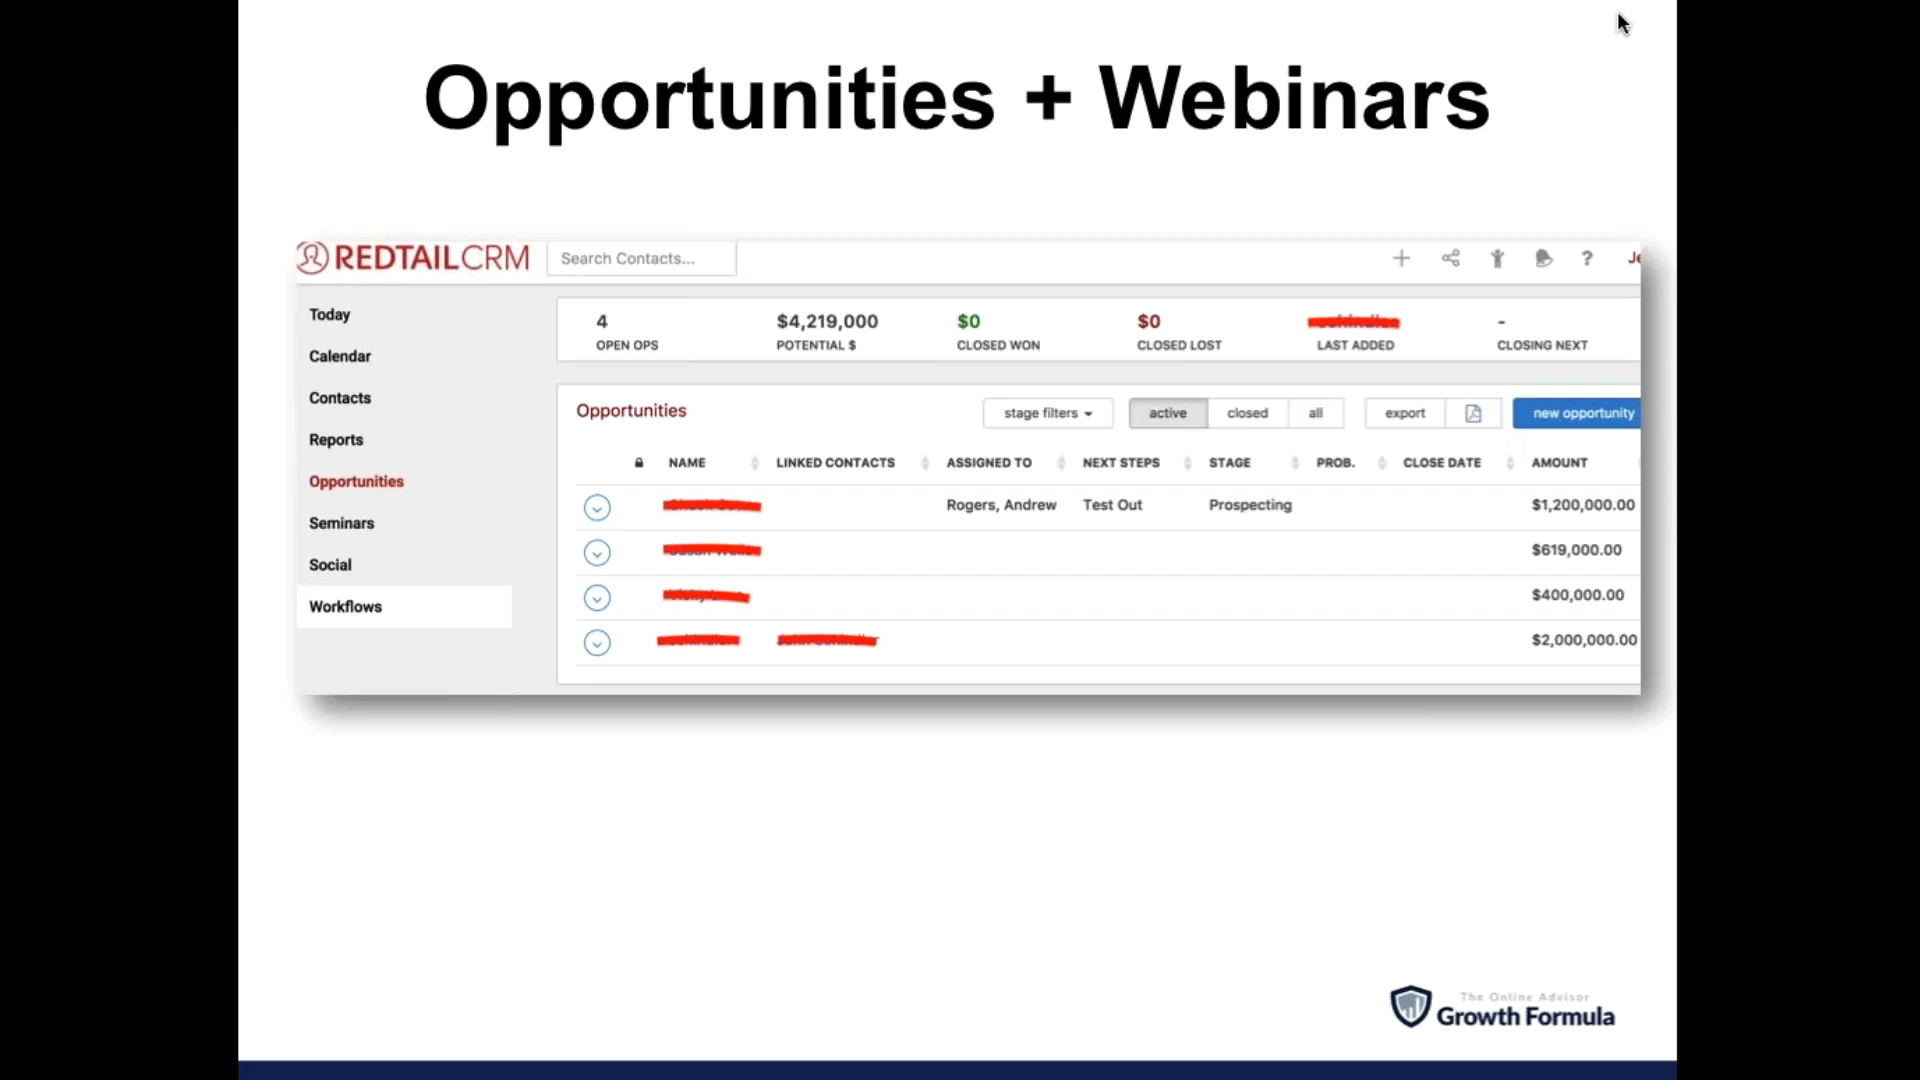 Opportunities + Webinars
REDTAILCRM Search Contacts... ? Je
Today
Calendar
Contacts
Reports
Opportunities
Seminars
Social
Workflows
4 $4,219,000 $0 $0 -
OPEN OPS POTENTIAL $ CLOSED WON CLOSED LOST LAST ADDED CLOSING NEXT
Opportunities stage filters active closed all export new opportunity
NAME LINKED CONTACTS ASSIGNED TO NEXT STEPS STAGE PROB. CLOSE DATE AMOUNT
Rogers, Andrew Test Out Prospecting $1,200,000.00
$619,000.00
$400,000.00
$2,000,000.00
The Online Advisor
Growth Formula